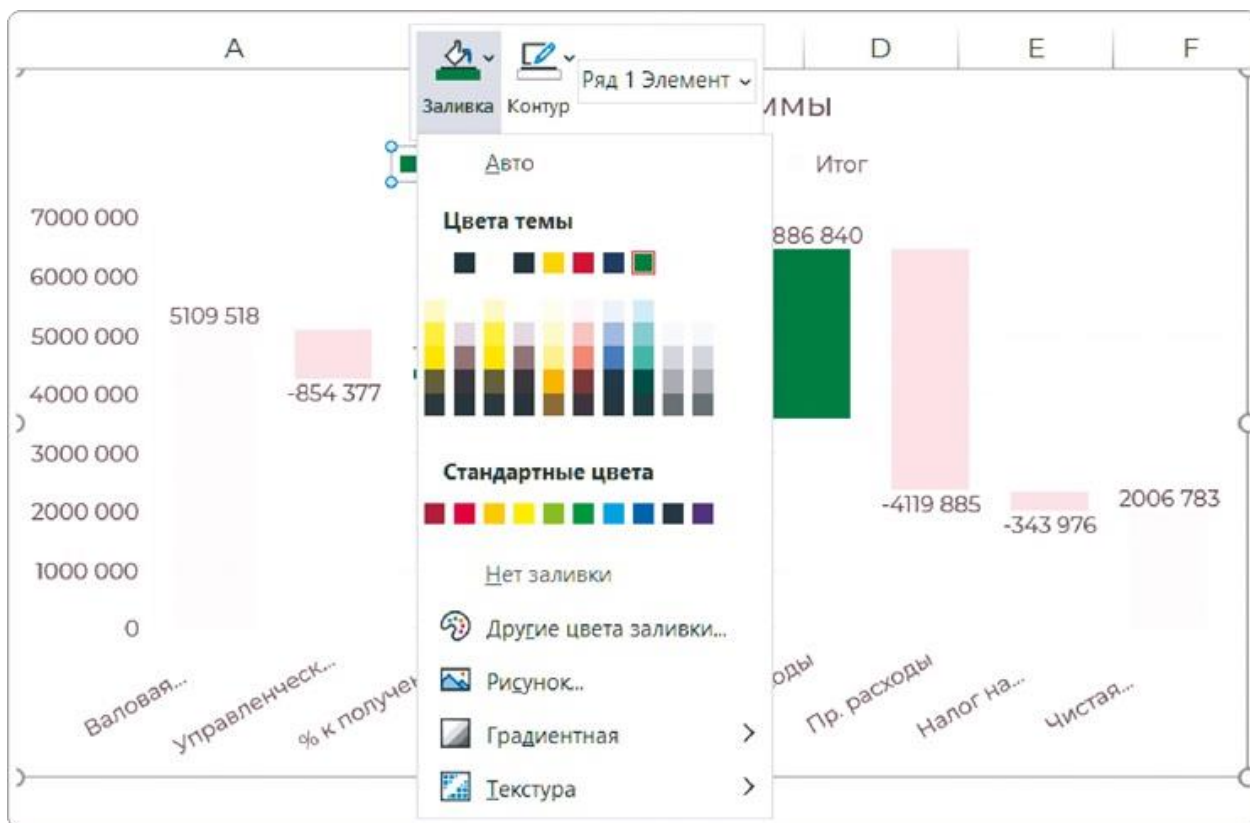 A D E F
Заливка Контур Ряд 1 Элемент
ммы
Авто
Итог
Цвета темы
7000 000
886 840
6000 000
5109 518
5000 000
-854 377
4000 000
3000 000
Стандартные цвета
2000 000
-4119 885
-343 976
2006 783
1000 000
Нет заливки
0
Другие цвета заливки...
Рисунок...
Градиентная
Текстура
Валовая...
Управленческ...
% к получен
оды
Пр. расходы
Налог на...
Чистая...